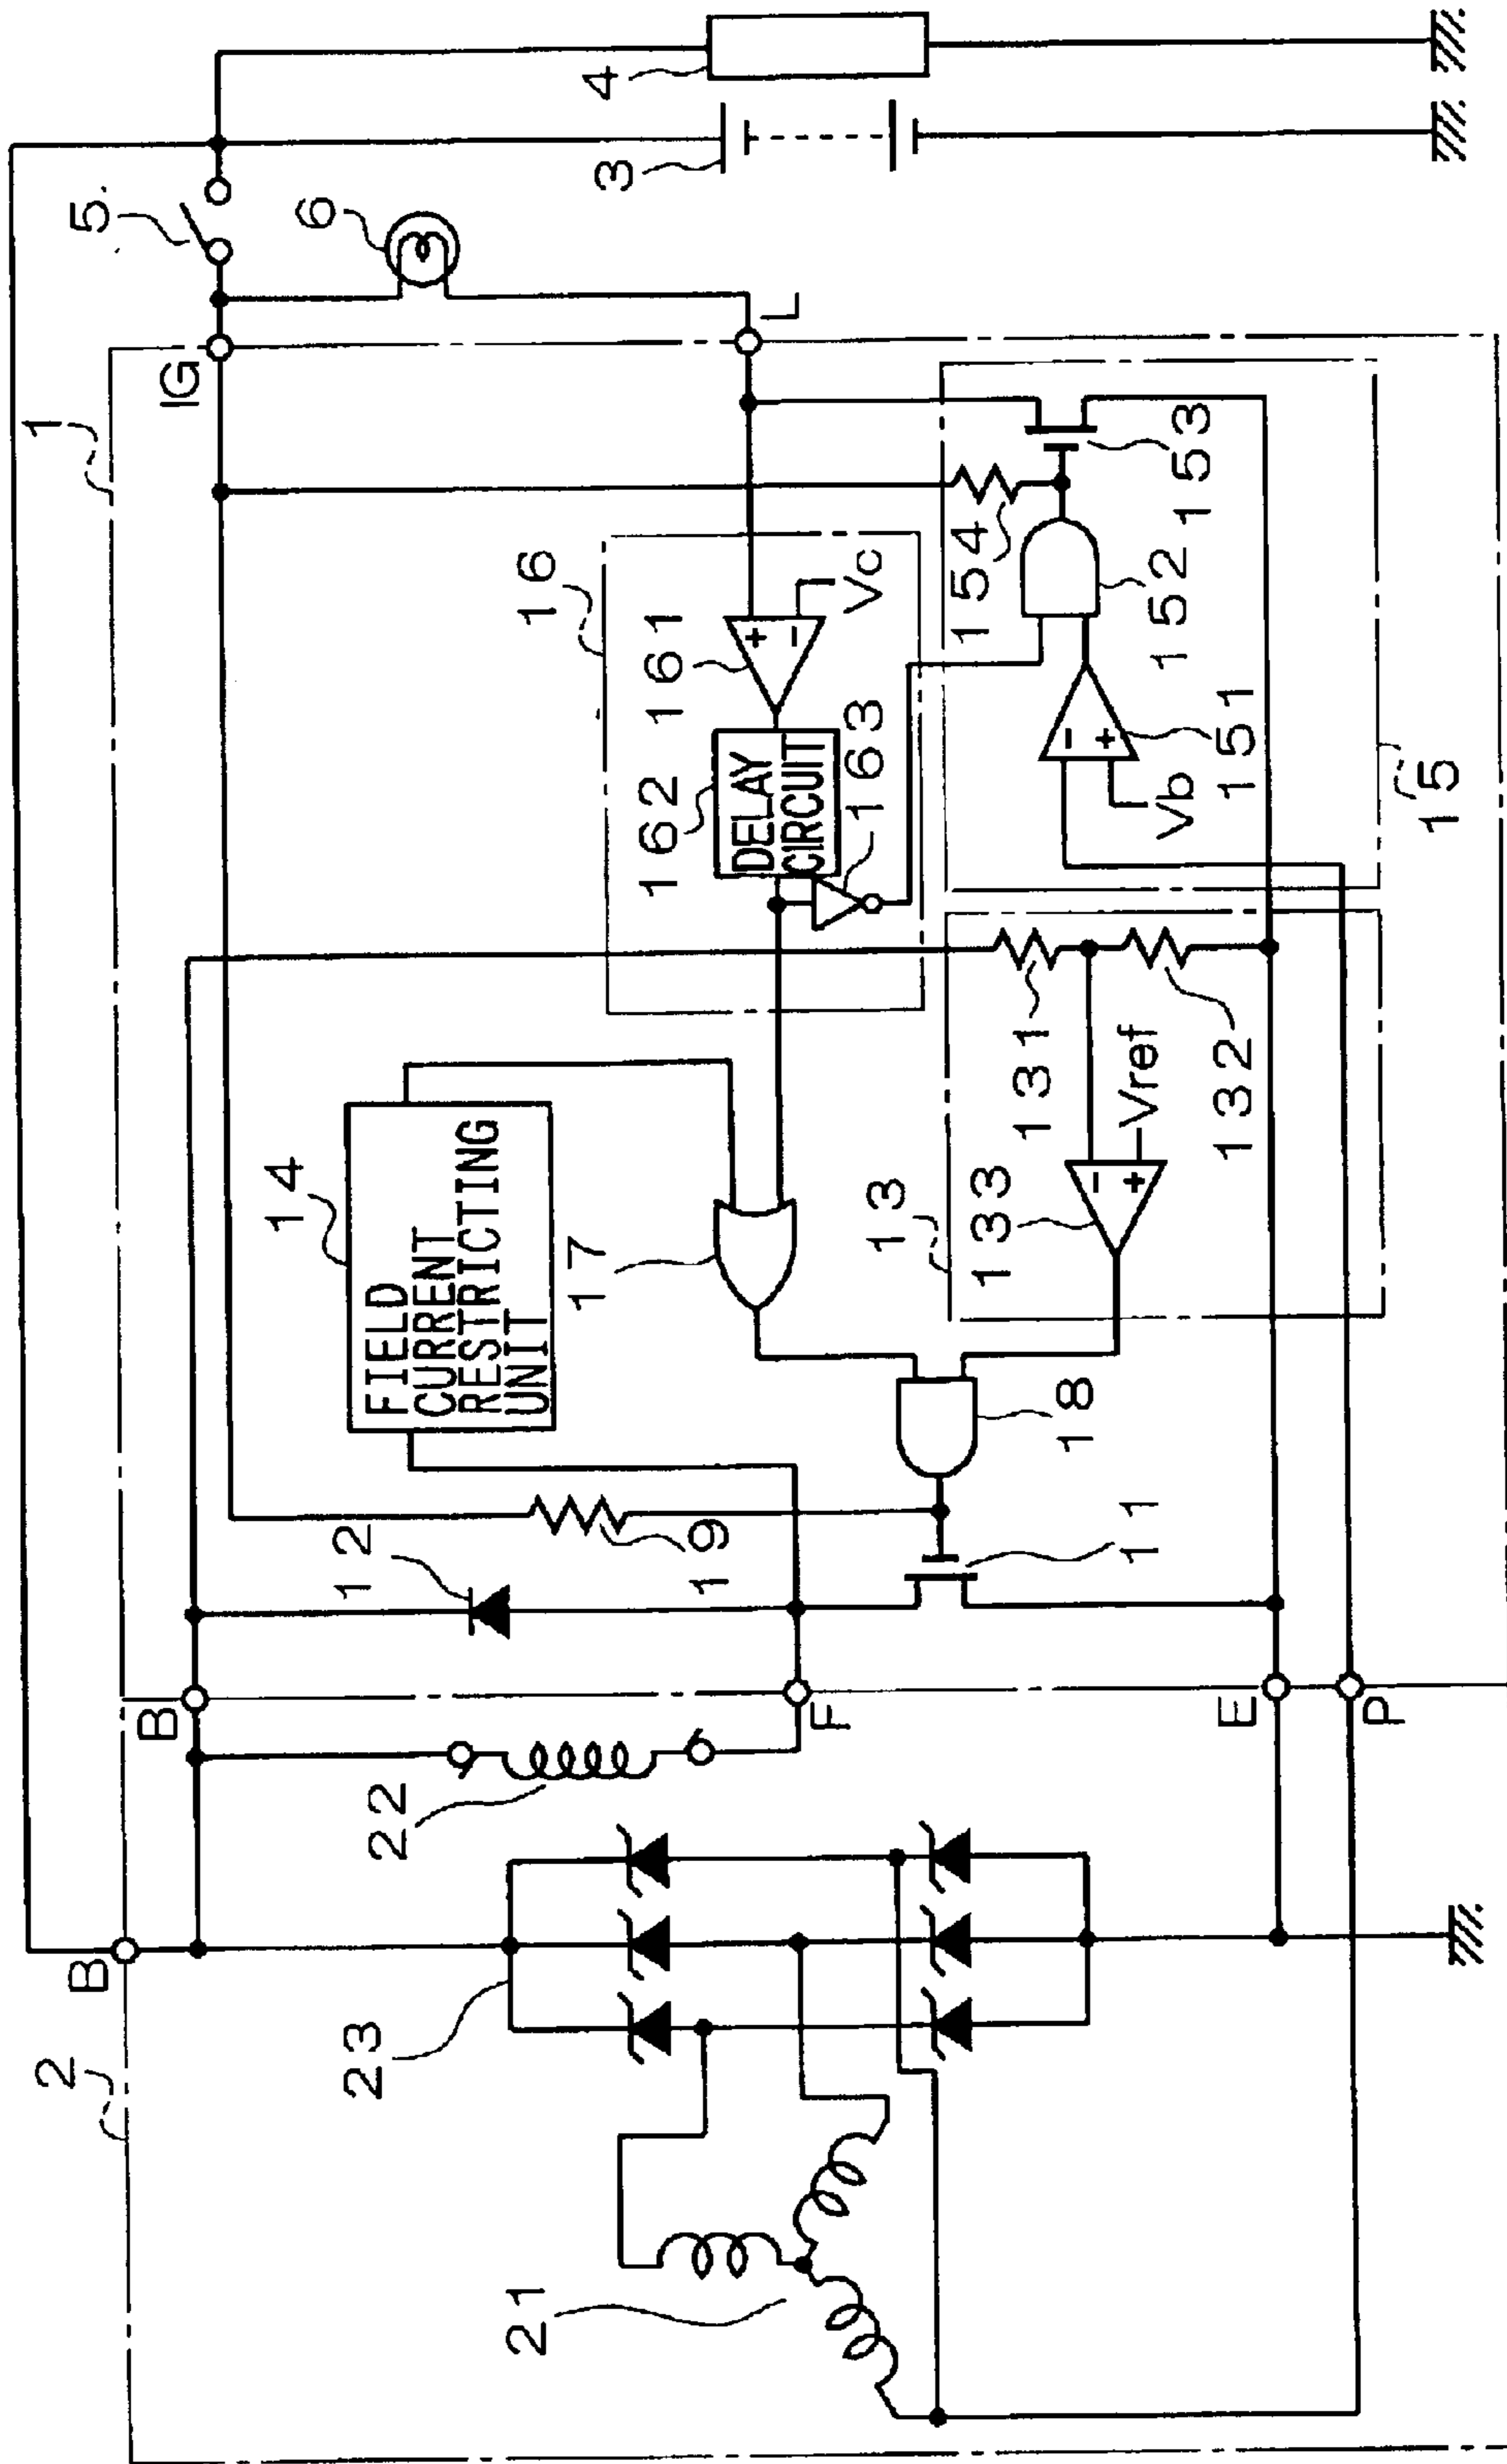 1
2
3
4
5
6
IG
L
B
B
F
E
P
11
12
13
131
132
133
Vref
14
FIELD
CURRENT
RESTRICTING
UNIT
15
151
152
153
154
Vb
16
161
162
163
Vc
DELAY
CIRCUIT
17
18
19
21
22
23